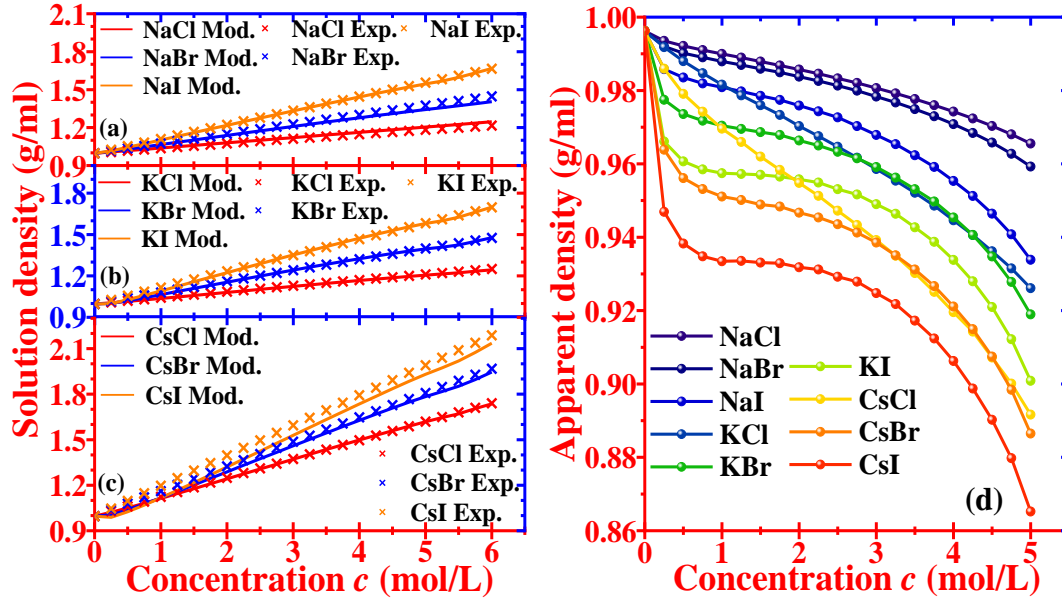 Solution density (g/ml)
2.1
1.8
1.5
1.2
0.9
NaCl Mod.
NaCl Exp.
NaI Exp.
NaBr Mod.
NaBr Exp.
NaI Mod.
(a)
1.8
1.5
1.2
0.9
KCl Mod.
KCl Exp.
KI Exp.
KBr Mod.
KBr Exp.
KI Mod.
(b)
2.1
1.8
1.5
1.2
0.9
CsCl Mod.
CsBr Mod.
CsI Mod.
CsCl Exp.
CsBr Exp.
CsI Exp.
(c)
0 1 2 3 4 5 6
Concentration c (mol/L)
Apparent density (g/ml)
1.00
0.98
0.96
0.94
0.92
0.90
0.88
0.86
NaCl
NaBr
NaI
KCl
KBr
KI
CsCl
CsBr
CsI
(d)
0 1 2 3 4 5
Concentration c (mol/L)